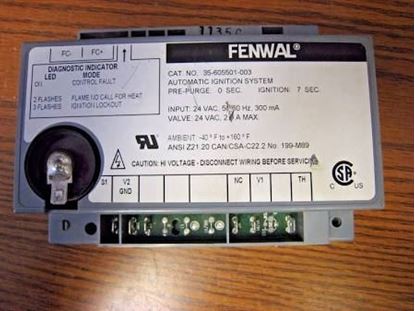 1135C
FC- FC+
FENWAL®
DIAGNOSTIC INDICATOR
LED MODE
ON CONTROL FAULT
2 FLASHES FLAME NO CALL FOR HEAT
3 FLASHES IGNITION LOCKOUT
CAT. NO. 35-605501-003
AUTOMATIC IGNITION SYSTEM
PRE-PURGE: 0 SEC. IGNITION: 7 SEC.
INPUT: 24 VAC, 50/60 Hz, 300 mA
VALVE: 24 VAC, A MAX.
AMBIENT: -40° F to +160° F
ANSI Z21.20 CAN/CSA-C22.2 No. 199-M89
CAUTION: HI VOLTAGE - DISCONNECT WIRING BEFORE SERVICING
S1 V2 GND NC V1 TH
C US
D